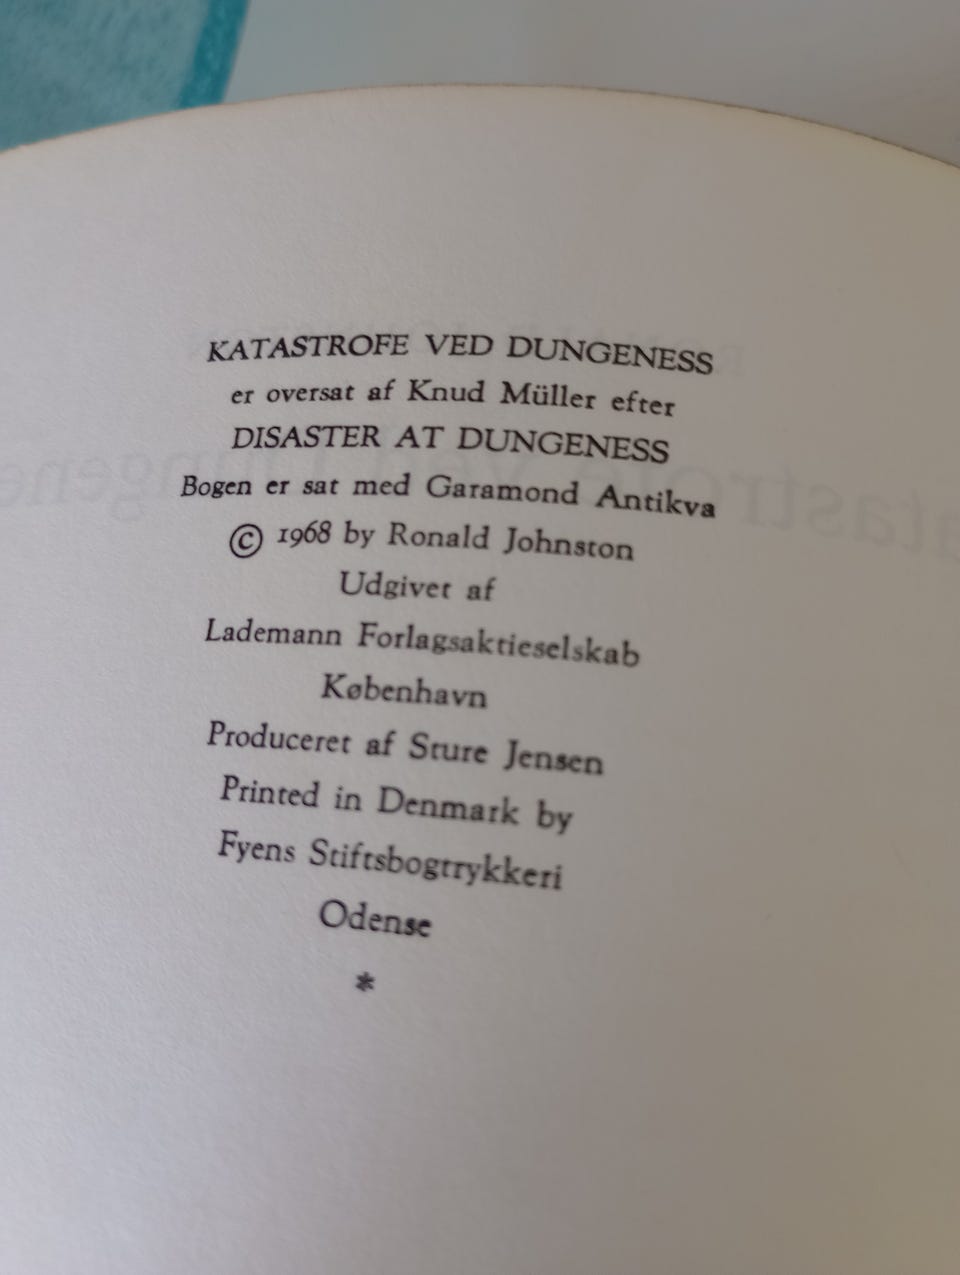 KATASTROFE VED DUNGENESS
er oversat af Knud Müller efter
DISASTER AT DUNGENESS
Bogen er sat med Garamond Antikva
© 1968 by Ronald Johnston
Udgivet af
Lademann Forlagsaktieselskab
København
Produceret af Sture Jensen
Printed in Denmark by
Fyens Stiftsbogtrykkeri
Odense
*